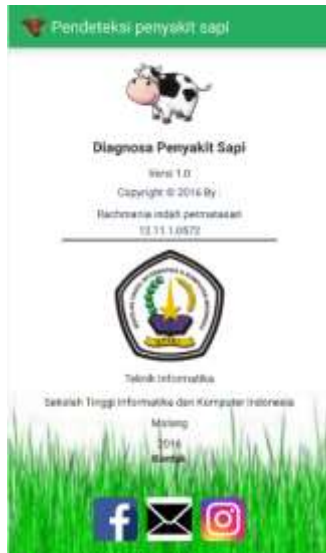 Pendeteksi penyakit sapi
Diagnosa Penyakit Sapi
Versi 1.0
Copyright © 2016 By :
Rachmania indah permatasari
12.11.1.0572
Teknik Informatika
Sekolah Tinggi Informatika dan Komputer Indonesia
Malang
2016
Kontak